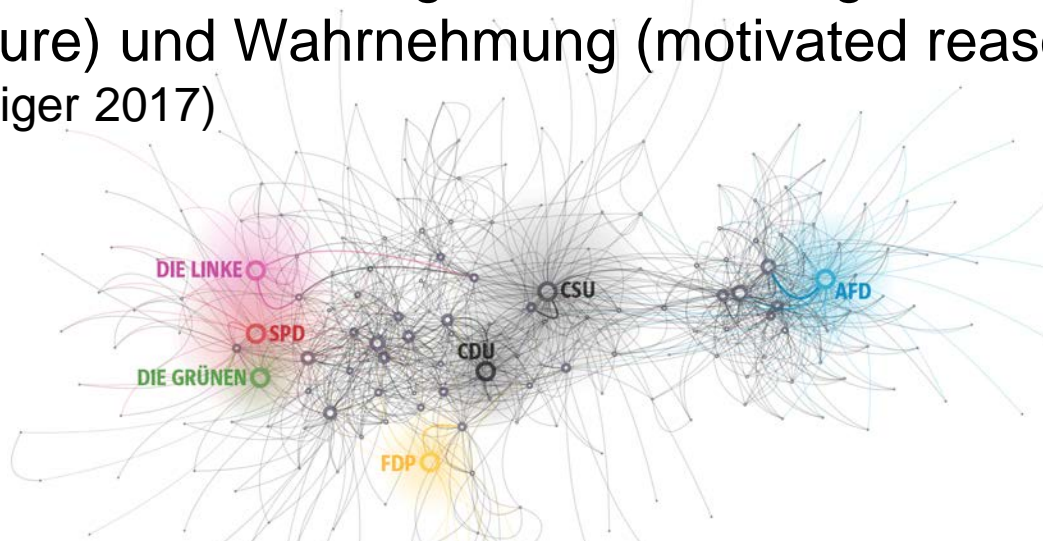 ure) und Wahrnehmung (motivated reas
iger 2017)
DIE LINKE
CSU
AFD
SPD
CDU
DIE GRÜNEN
FDP